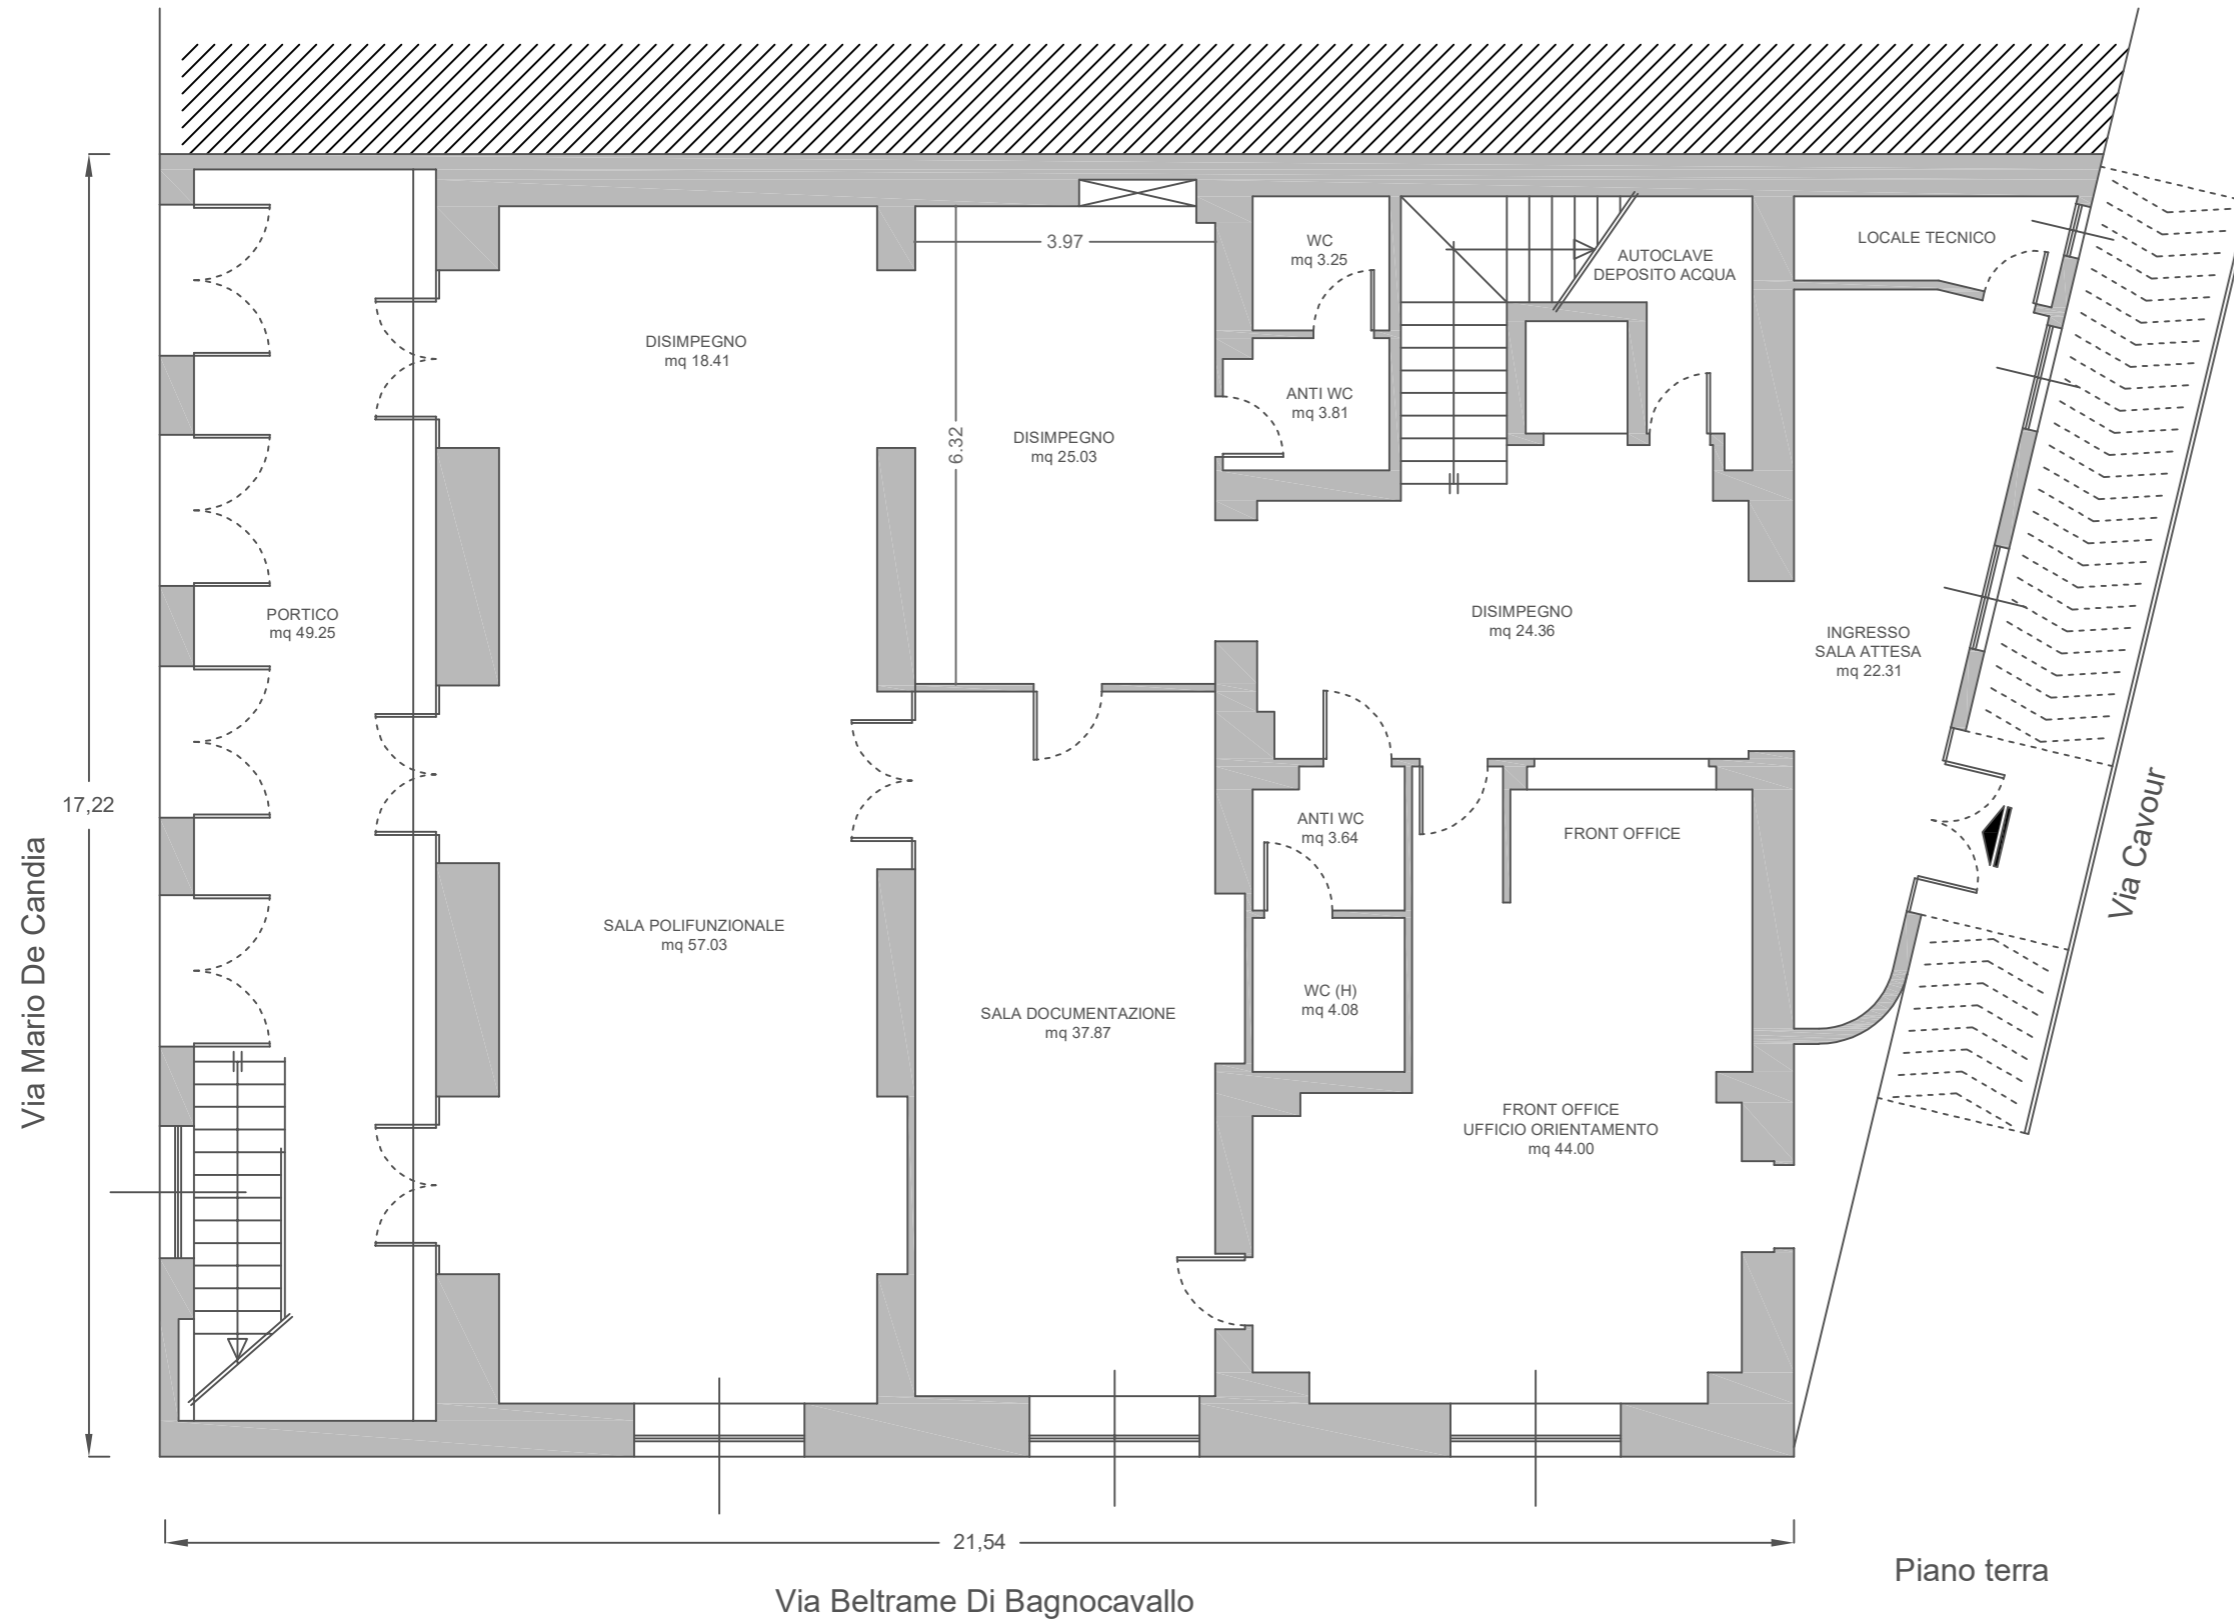 3.97
WC
mq 3.25
LOCALE TECNICO
AUTOCLAVE
DEPOSITO ACQUA
DISIMPEGNO
mq 18.41
ANTI WC
mq 3.81
6.32
DISIMPEGNO
mq 25.03
PORTICO
mq 49.25
DISIMPEGNO
mq 24.36
INGRESSO
SALA ATTESA
mq 22.31
17,22
ANTI WC
mq 3.64
FRONT OFFICE
Via Cavour
Via Mario De Candia
SALA POLIFUNZIONALE
mq 57.03
WC (H)
mq 4.08
SALA DOCUMENTAZIONE
mq 37.87
FRONT OFFICE
UFFICIO ORIENTAMENTO
mq 44.00
21,54
Piano terra
Via Beltrame Di Bagnocavallo